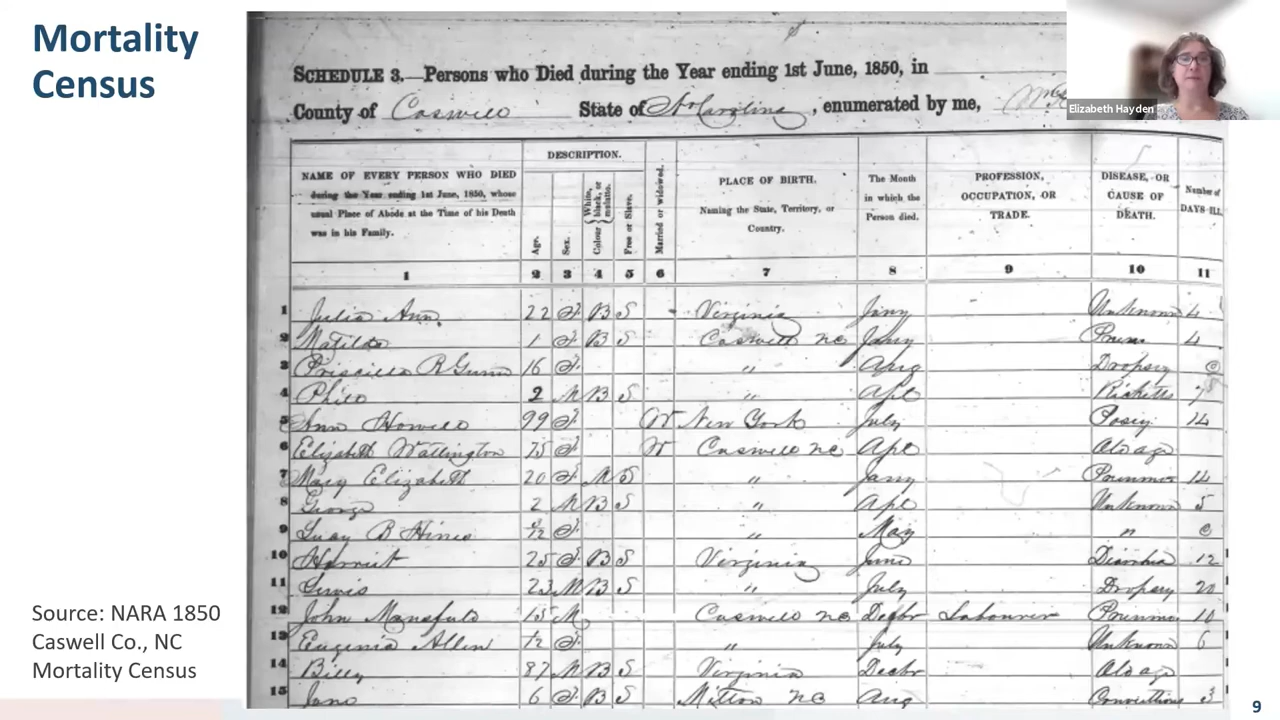 Mortality
Census
SCHEDULE 3.—Persons who Died during the Year ending 1st June, 1850, in
County of Caswell State of No Carolina, enumerated by me,
Elizabeth Hayden
NAME OF EVERY PERSON WHO DIED
during the Year ending 1st June, 1850, whose
usual Place of Abode at the Time of his Death
was in his Family.
DESCRIPTION.
Age.
Sex.
Colour { White, black, or mulatto.
Free or Slave.
Married or widowed.
PLACE OF BIRTH.
Naming the State, Territory, or
Country.
The Month
in which the
Person died.
PROFESSION,
OCCUPATION, OR
TRADE.
DISEASE, OR
CAUSE OF
DEATH.
Number of
DAYS ILL.
1 2 3 4 5 6 7 8 9 10 11
1 Julia Ann 22 F B S Virginia Jany Unknown 4
2 Matilda 1 F B S Caswell NC Jany 4
3 Priscilla R Gunn 16 F " Aug Dropsy
4 2 M B S " Apl Ricketts 7
5 Ann Howell 99 F W New York July 14
6 Elizabeth Wattington 75 F W Caswell NC Apl Old age
7 Mary Elizabeth 20 F M S " Jany 14
8 George 2 M B S " Apl Unknown 5
9 B Hines F " May "
10 Harriet 25 F B S Virginia June Diarrhea 12
11 Lewis 23 M B S " July Dropsy 20
12 John 15 M Caswell NC Decbr Labourer 10
13 Eugenia Allen F " July Unknown 6
14 Billy 87 M B S Virginia Decbr Old age
15 Jane 6 F B S Milton NC Aug 3
Source: NARA 1850
Caswell Co., NC
Mortality Census
9